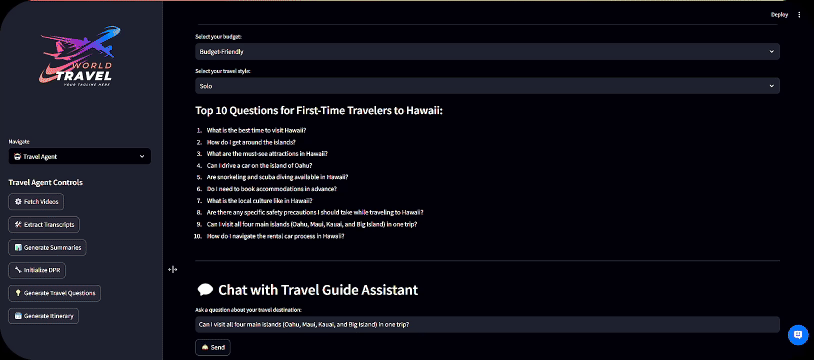 WORLD
TRAVEL
YOUR TAGLINE HERE
Navigate
Travel Agent
Travel Agent Controls
Fetch Videos
Extract Transcripts
Generate Summaries
Initialize DPR
Generate Travel Questions
Generate Itinerary
Deploy
Select your budget:
Budget-Friendly
Select your travel style:
Solo
Top 10 Questions for First-Time Travelers to Hawaii:
1. What is the best time to visit Hawaii?
2. How do I get around the islands?
3. What are the must-see attractions in Hawaii?
4. Can I drive a car on the island of Oahu?
5. Are snorkeling and scuba diving available in Hawaii?
6. Do I need to book accommodations in advance?
7. What is the local culture like in Hawaii?
8. Are there any specific safety precautions I should take while traveling to Hawaii?
9. Can I visit all four main islands (Oahu, Maui, Kauai, and Big Island) in one trip?
10. How do I navigate the rental car process in Hawaii?
Chat with Travel Guide Assistant
Ask a question about your travel destination:
Can I visit all four main islands (Oahu, Maui, Kauai, and Big Island) in one trip?
Send